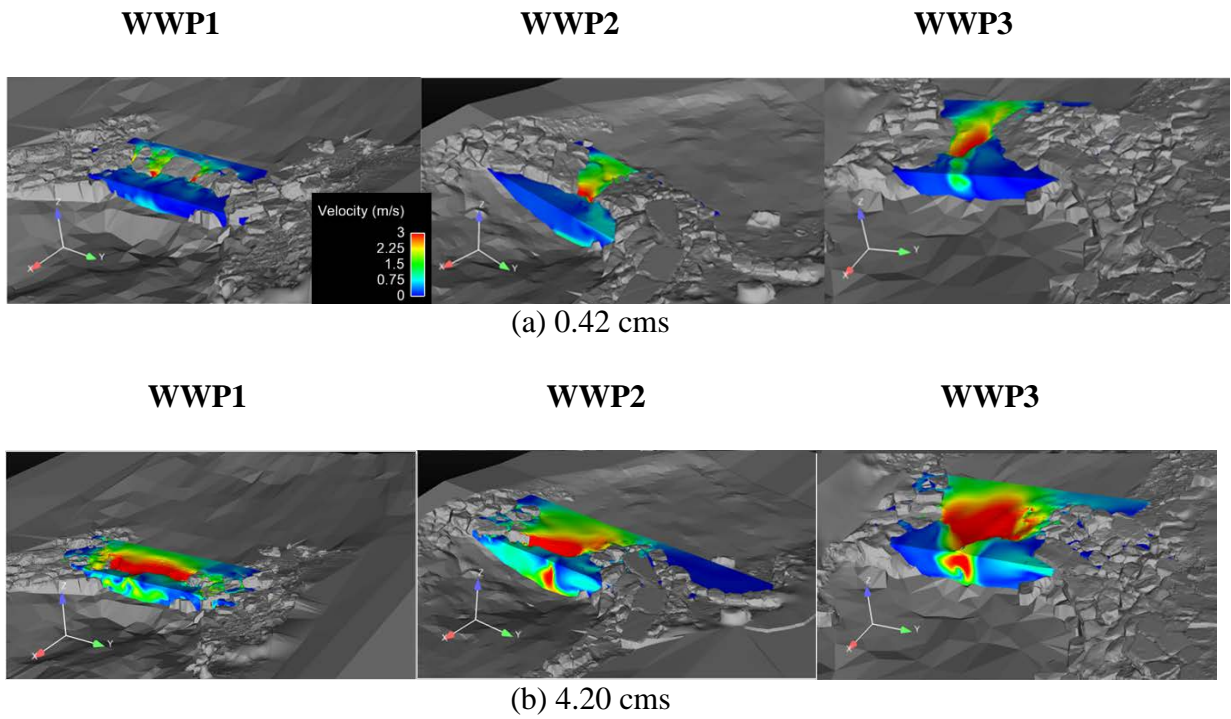 WWP1 WWP2 WWP3
Velocity (m/s)
3
2.25
1.5
0.75
0
Z
X
Y
Z
X
Y
Z
X
Y
(a) 0.42 cms
WWP1 WWP2 WWP3
Z
X
Y
Z
X
Y
Z
X
Y
(b) 4.20 cms